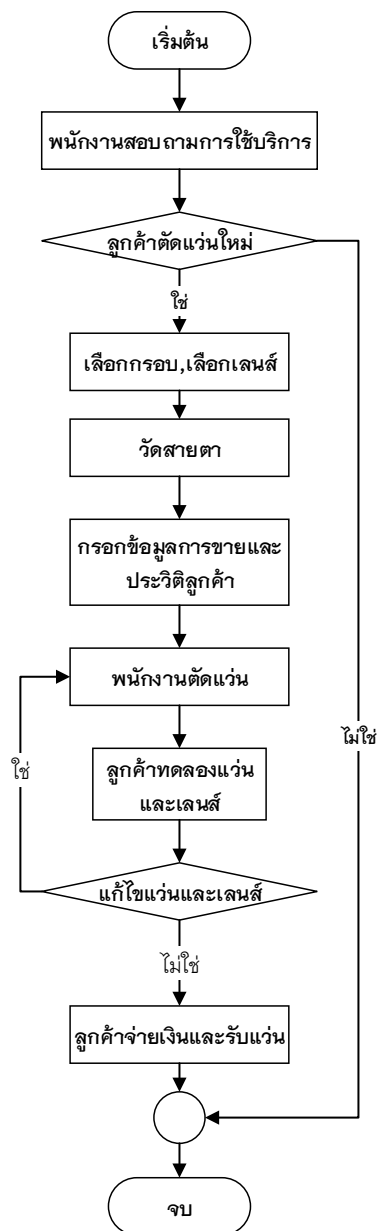 เริ่มต้น
พนักงานสอบถามการใช้บริการ
ลูกค้าตัดแว่นใหม่
ใช่
เลือกกรอบ,เลือกเลนส์
วัดสายตา
กรอกข้อมูลการขายและ
ประวิติลูกค้า
พนักงานตัดแว่น
ไม่ใช่
ใช่
ลูกค้าทดลองแว่น
และเลนส์
แก้ไขแว่นและเลนส์
ไม่ใช่
ลูกค้าจ่ายเงินและรับแว่น
จบ